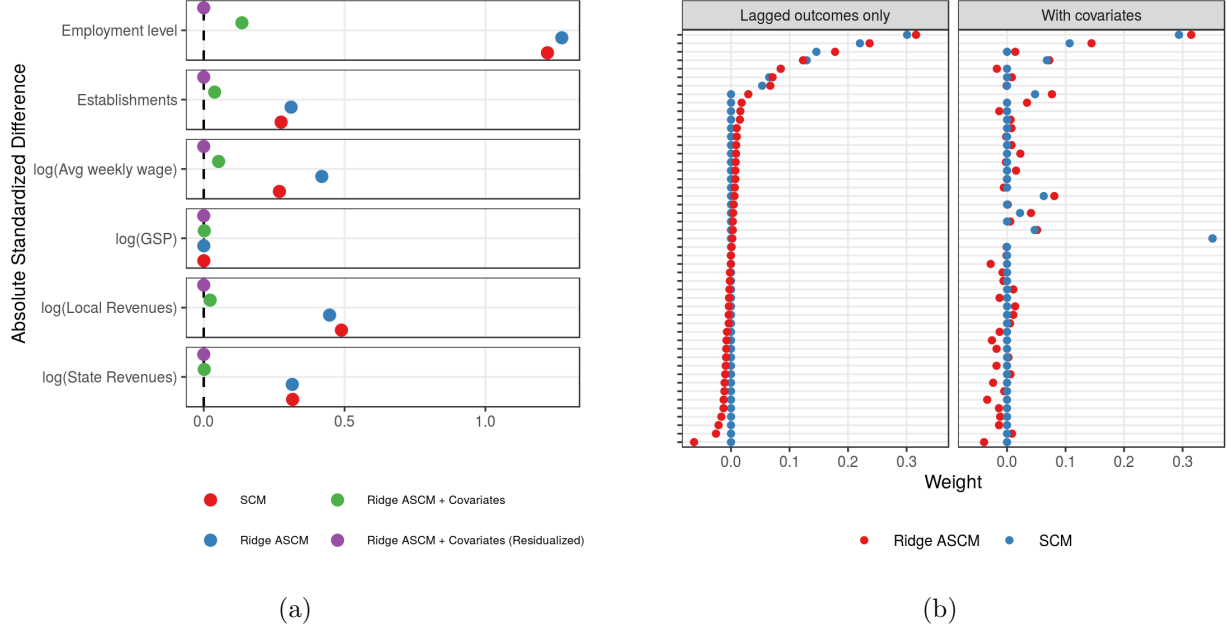 Absolute Standardized Difference
Employment level
Establishments
log(Avg weekly wage)
log(GSP)
log(Local Revenues)
log(State Revenues)
0.0 0.5 1.0
SCM Ridge ASCM + Covariates
Ridge ASCM Ridge ASCM + Covariates (Residualized)
(a)
Lagged outcomes only With covariates
0.0 0.1 0.2 0.3 0.0 0.1 0.2 0.3
Weight
Ridge ASCM SCM
(b)